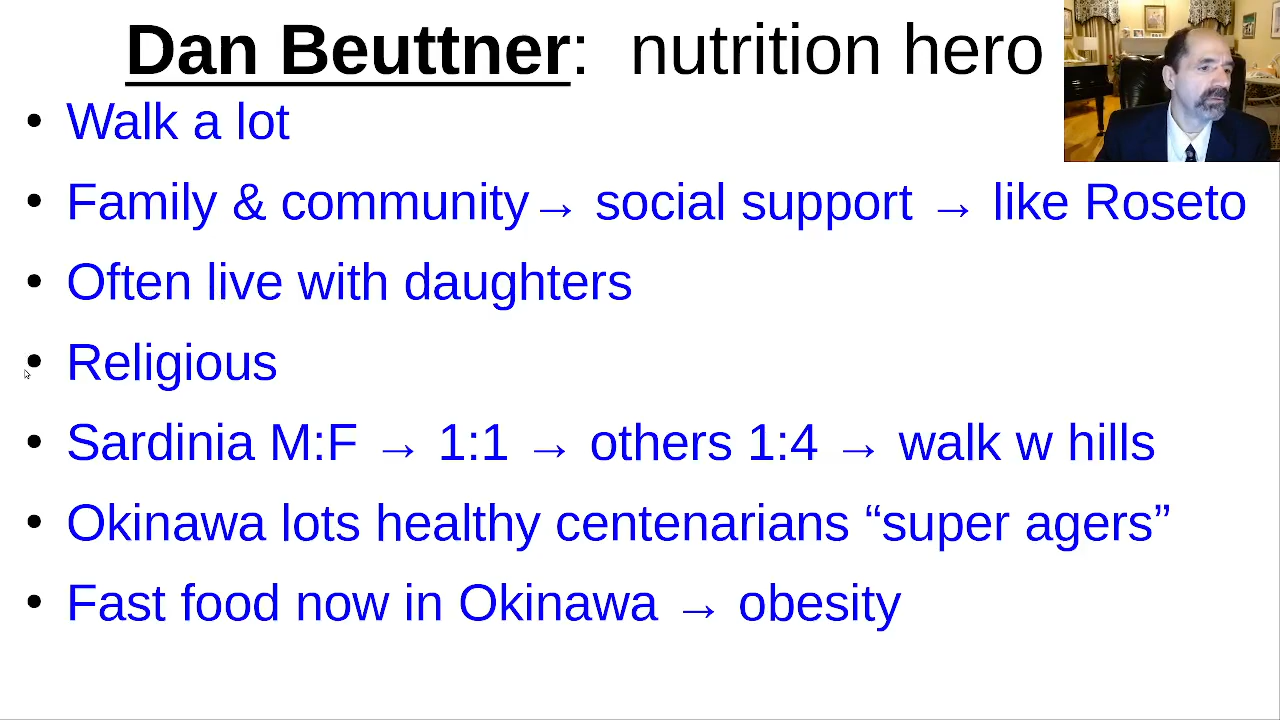 Dan Beuttner: nutrition hero
• Walk a lot
• Family & community→ social support → like Roseto
• Often live with daughters
• Religious
• Sardinia M:F → 1:1 → others 1:4 → walk w hills
• Okinawa lots healthy centenarians “super agers”
• Fast food now in Okinawa → obesity